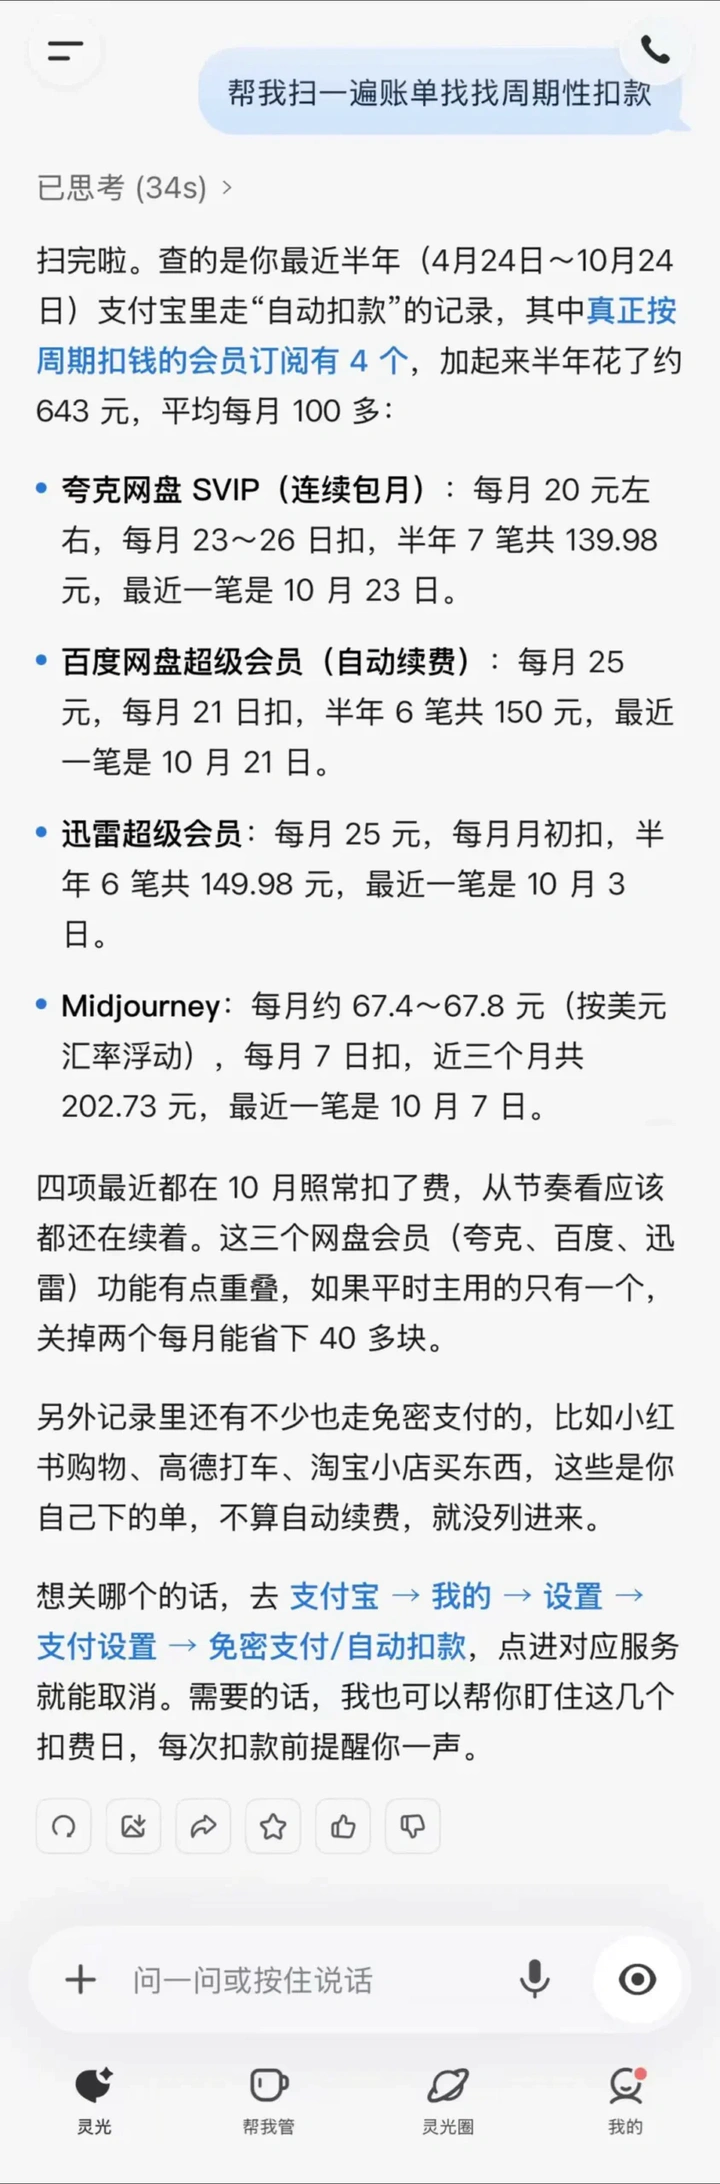 帮我扫一遍账单找找周期性扣款
已思考 (34s) >
扫完啦。查的是你最近半年（4月24日～10月24
日）支付宝里走“自动扣款”的记录，其中真正按
周期扣钱的会员订阅有 4 个，加起来半年花了约
643 元，平均每月 100 多：
• 夸克网盘 SVIP（连续包月）：每月 20 元左
右，每月 23～26 日扣，半年 7 笔共 139.98
元，最近一笔是 10 月 23 日。
• 百度网盘超级会员（自动续费）：每月 25
元，每月 21 日扣，半年 6 笔共 150 元，最近
一笔是 10 月 21 日。
• 迅雷超级会员：每月 25 元，每月月初扣，半
年 6 笔共 149.98 元，最近一笔是 10 月 3
日。
• Midjourney：每月约 67.4～67.8 元（按美元
汇率浮动），每月 7 日扣，近三个月共
202.73 元，最近一笔是 10 月 7 日。
四项最近都在 10 月照常扣了费，从节奏看应该
都还在续着。这三个网盘会员（夸克、百度、迅
雷）功能有点重叠，如果平时主用的只有一个，
关掉两个每月能省下 40 多块。
另外记录里还有不少也走免密支付的，比如小红
书购物、高德打车、淘宝小店买东西，这些是你
自己下的单，不算自动续费，就没列进来。
想关哪个的话，去 支付宝 → 我的 → 设置 →
支付设置 → 免密支付/自动扣款，点进对应服务
就能取消。需要的话，我也可以帮你盯住这几个
扣费日，每次扣款前提醒你一声。
问一问或按住说话
灵光
帮我管
灵光圈
我的